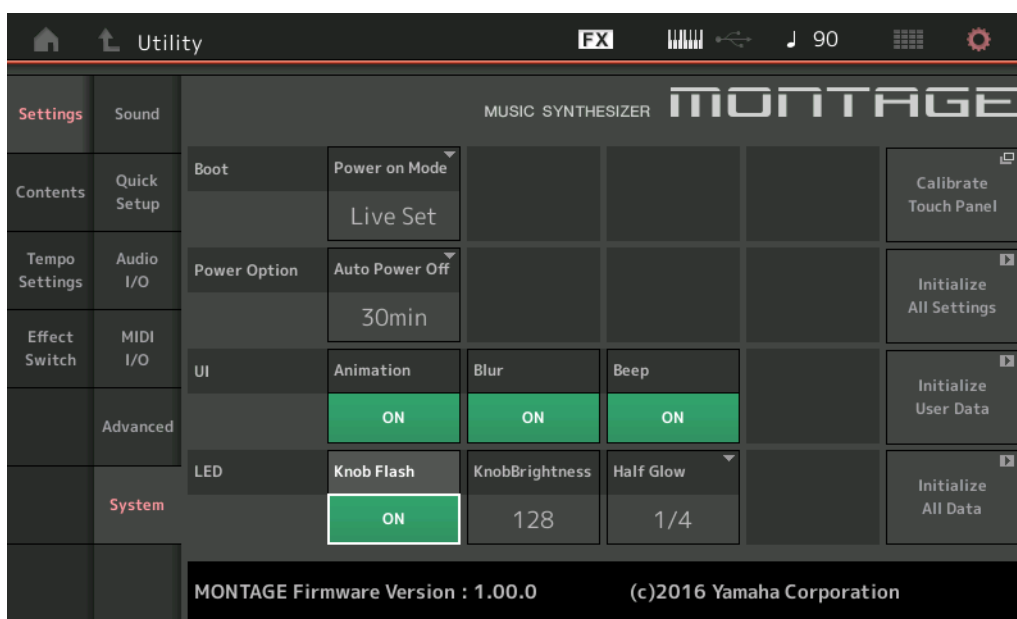 Utility
FX
90
Settings
Sound
MUSIC SYNTHESIZER MONTAGE
Contents
Quick
Setup
Boot
Power on Mode
Live Set
Calibrate
Touch Panel
Tempo
Settings
Audio
I/O
Power Option
Auto Power Off
30min
Initialize
All Settings
Effect
Switch
MIDI
I/O
UI
Animation
ON
Blur
ON
Beep
ON
Initialize
User Data
Advanced
System
LED
Knob Flash
ON
KnobBrightness
128
Half Glow
1/4
Initialize
All Data
MONTAGE Firmware Version : 1.00.0
(c)2016 Yamaha Corporation